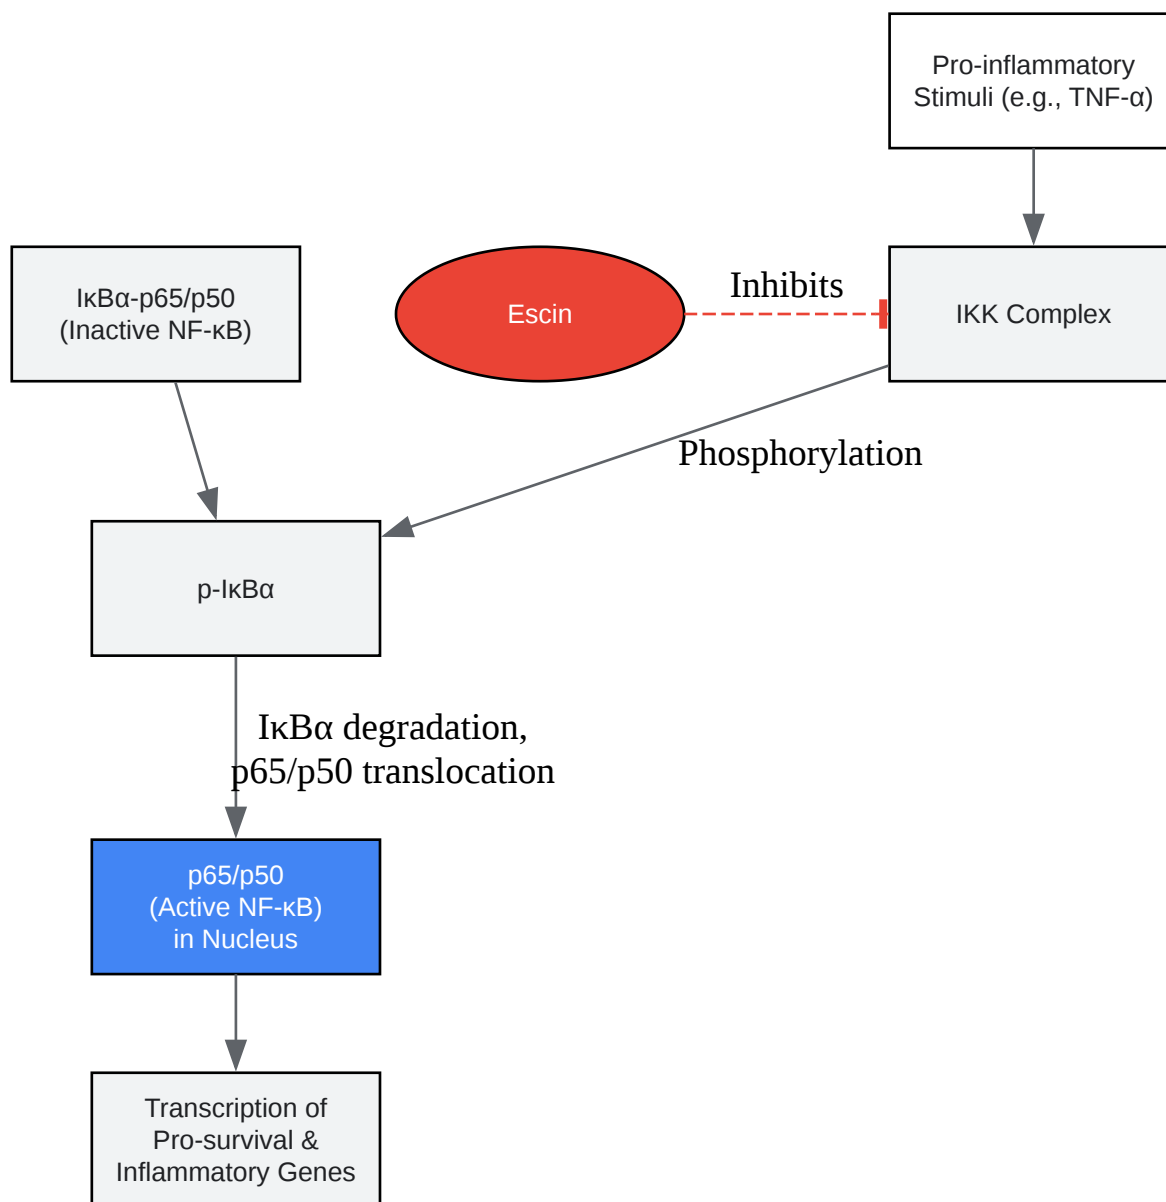 Pro-inflammatory
Stimuli (e.g., TNF-α)
IκBα-p65/p50
(Inactive NF-κB)
Escin
Inhibits
IKK Complex
Phosphorylation
p-IκBα
IκBα degradation,
p65/p50 translocation
p65/p50
(Active NF-κB)
in Nucleus
Transcription of
Pro-survival &
Inflammatory Genes